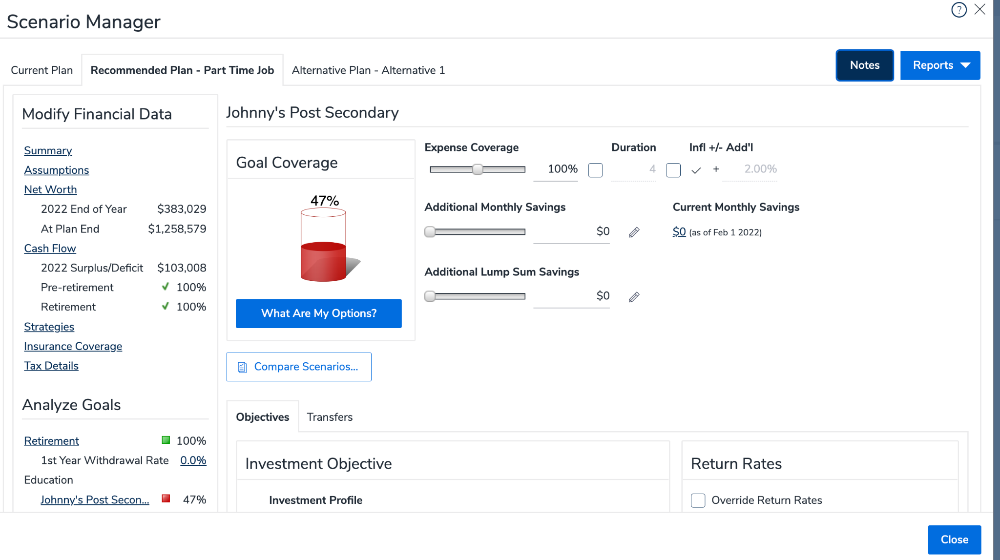 Scenario Manager
?
Current Plan
Recommended Plan - Part Time Job
Alternative Plan - Alternative 1
Notes
Reports
Modify Financial Data
Summary
Assumptions
Net Worth
2022 End of Year $383,029
At Plan End $1,258,579
Cash Flow
2022 Surplus/Deficit $103,008
Pre-retirement 100%
Retirement 100%
Strategies
Insurance Coverage
Tax Details
Analyze Goals
Retirement 100%
1st Year Withdrawal Rate 0.0%
Education
Johnny's Post Secon... 47%
Johnny's Post Secondary
Goal Coverage
47%
What Are My Options?
Expense Coverage Duration Infl +/- Add'l
100% 4 + 2.00%
Additional Monthly Savings Current Monthly Savings
$0 $0 (as of Feb 1 2022)
Additional Lump Sum Savings
$0
Compare Scenarios...
Objectives Transfers
Investment Objective
Investment Profile
Return Rates
Override Return Rates
Close